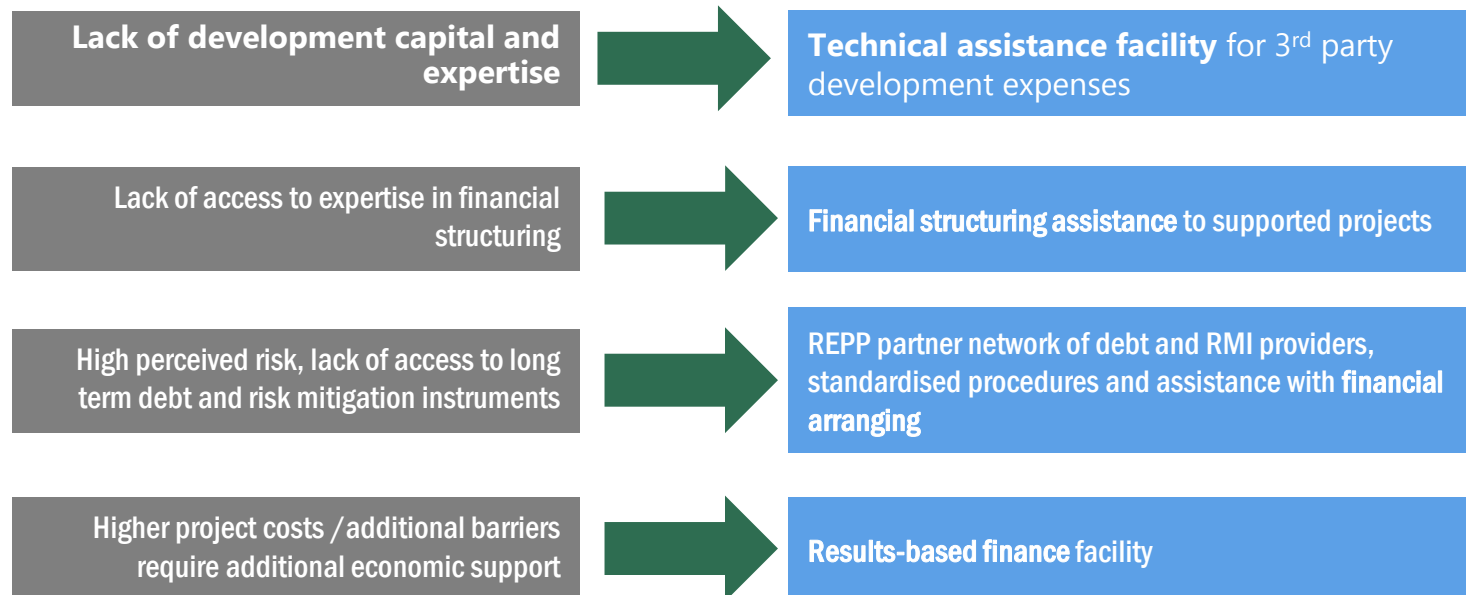 Lack of development capital and
expertise
Technical assistance facility for 3rd party
development expenses
Lack of access to expertise in financial
structuring
Financial structuring assistance to supported projects
High perceived risk, lack of access to long
term debt and risk mitigation instruments
REPP partner network of debt and RMI providers,
standardised procedures and assistance with financial
arranging
Higher project costs /additional barriers
require additional economic support
Results-based finance facility